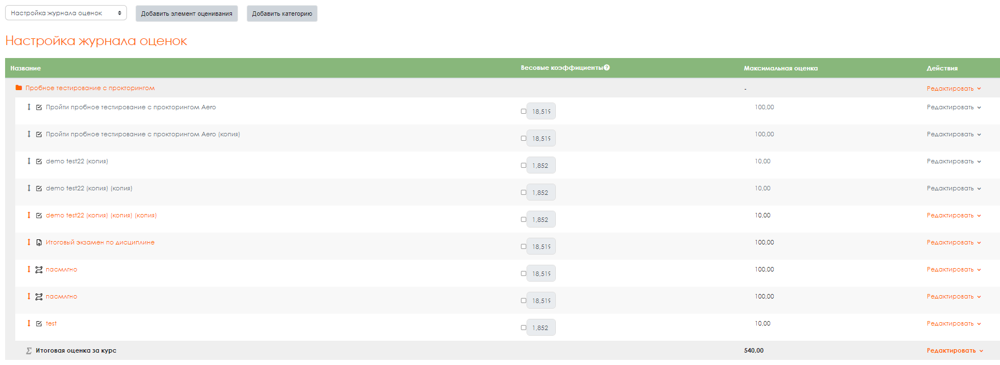 Настройка журнала оценок Добавить элемент оценивания Добавить категорию
Настройка журнала оценок
Название Весовые коэффициенты Максимальная оценка Действия
Пробное тестирование с прокторингом - Редактировать
Пройти пробное тестирование с прокторингом Aero 18,519 100,00 Редактировать
Пройти пробное тестирование с прокторингом Aero (копия) 18,519 100,00 Редактировать
demo test22 (копия) 1,852 10,00 Редактировать
demo test22 (копия) (копия) 1,852 10,00 Редактировать
demo test22 (копия) (копия) (копия) 1,852 10,00 Редактировать
Итоговый экзамен по дисциплине 18,519 100,00 Редактировать
пасмлгно 18,519 100,00 Редактировать
пасмлгно 18,519 100,00 Редактировать
test 1,852 10,00 Редактировать
Σ Итоговая оценка за курс 540,00 Редактировать